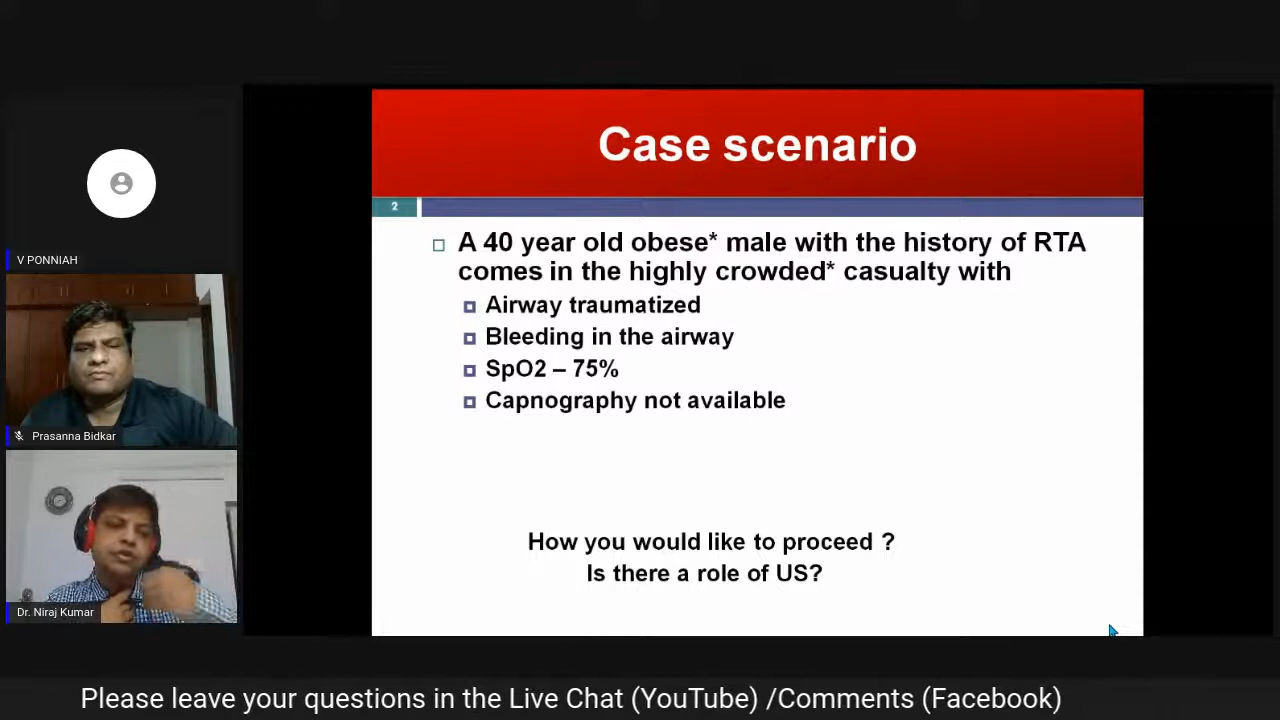 V PONNIAH
Prasanna Bidkar
Dr. Niraj Kumar
Case scenario
2
A 40 year old obese* male with the history of RTA
comes in the highly crowded* casualty with
Airway traumatized
Bleeding in the airway
SpO2 – 75%
Capnography not available
How you would like to proceed ?
Is there a role of US?
Please leave your questions in the Live Chat (YouTube) /Comments (Facebook)